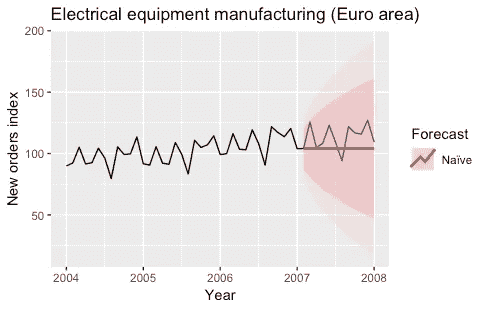 Electrical equipment manufacturing (Euro area)
200
150
100
50
New orders index
2004
2005
2006
2007
2008
Year
Forecast
Naïve